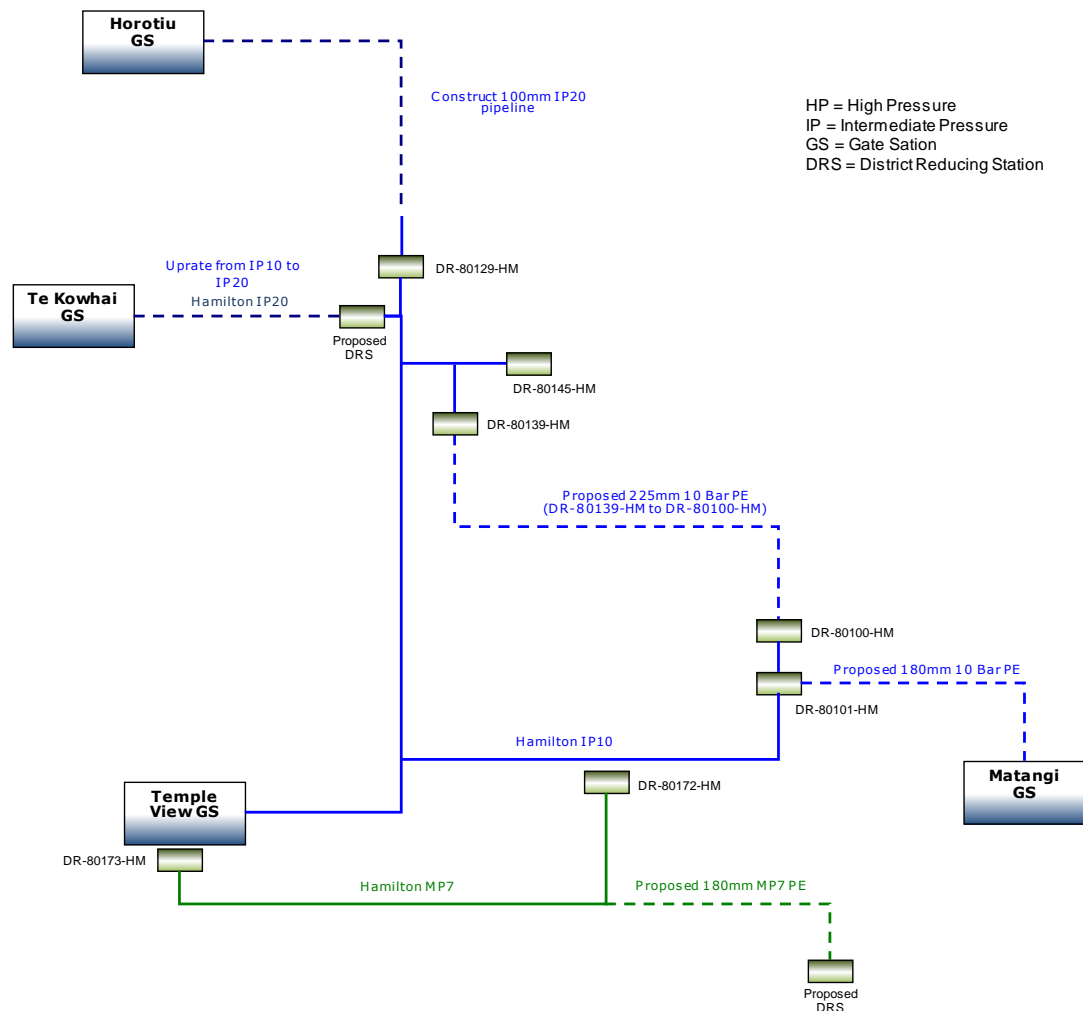 Horotiu
GS
Construct 100mm IP20
pipeline
HP = High Pressure
IP = Intermediate Pressure
GS = Gate Sation
DRS = District Reducing Station
DR-80129-HM
Uprate from IP10 to
IP20
Hamilton IP20
Te Kowhai
GS
Proposed
DRS
DR-80145-HM
DR-80139-HM
Proposed 225mm 10 Bar PE
(DR-80139-HM to DR-80100-HM)
DR-80100-HM
Proposed 180mm 10 Bar PE
DR-80101-HM
Hamilton IP10
Matangi
GS
DR-80172-HM
Temple
View GS
DR-80173-HM
Hamilton MP7
Proposed 180mm MP7 PE
Proposed
DRS